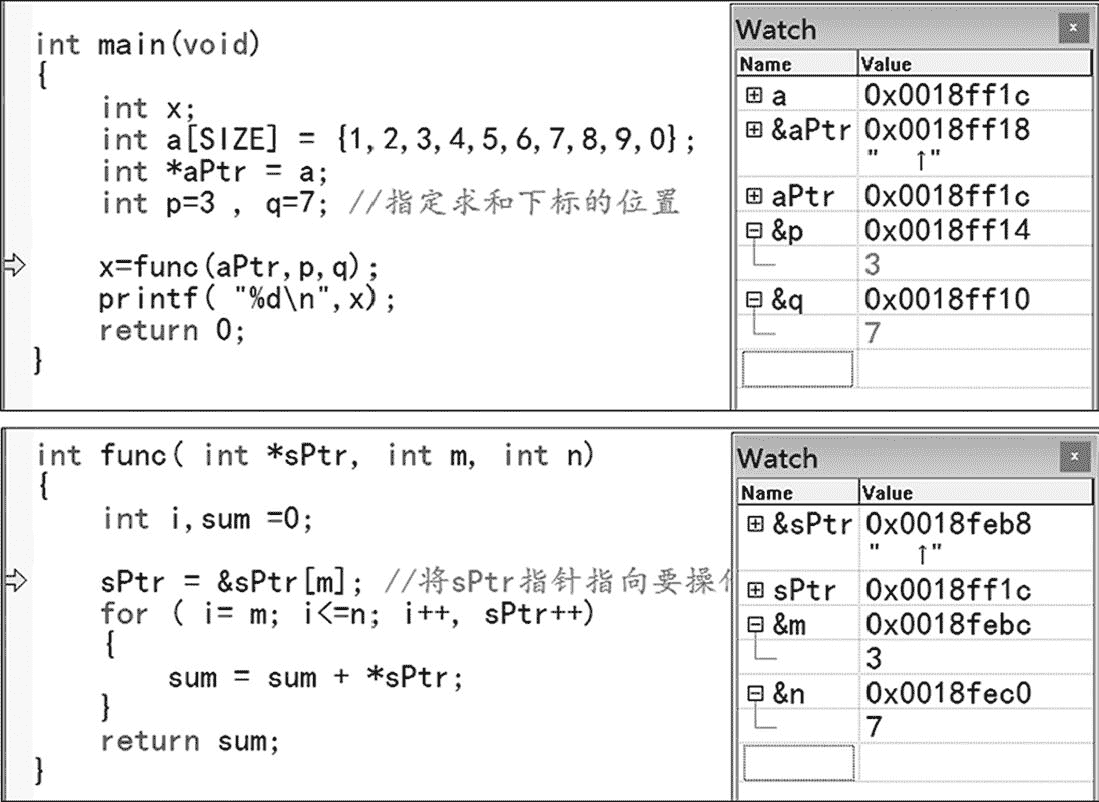 int main(void)
{
int x;
int a[SIZE] = {1,2,3,4,5,6,7,8,9,0};
int *aPtr = a;
int p=3 , q=7; //指定求和下标的位置
x=func(aPtr,p,q);
printf( "%d\n",x);
return 0;
}
Watch
Name Value
a 0x0018ff1c
&aPtr 0x0018ff18
" ↑"
aPtr 0x0018ff1c
&p 0x0018ff14
3
&q 0x0018ff10
7
int func( int *sPtr, int m, int n)
{
int i,sum =0;
sPtr = &sPtr[m]; //将sPtr指针指向要操
for ( i= m; i<=n; i++, sPtr++)
{
sum = sum + *sPtr;
}
return sum;
}
Watch
Name Value
&sPtr 0x0018feb8
" ↑"
sPtr 0x0018ff1c
&m 0x0018febc
3
&n 0x0018fec0
7